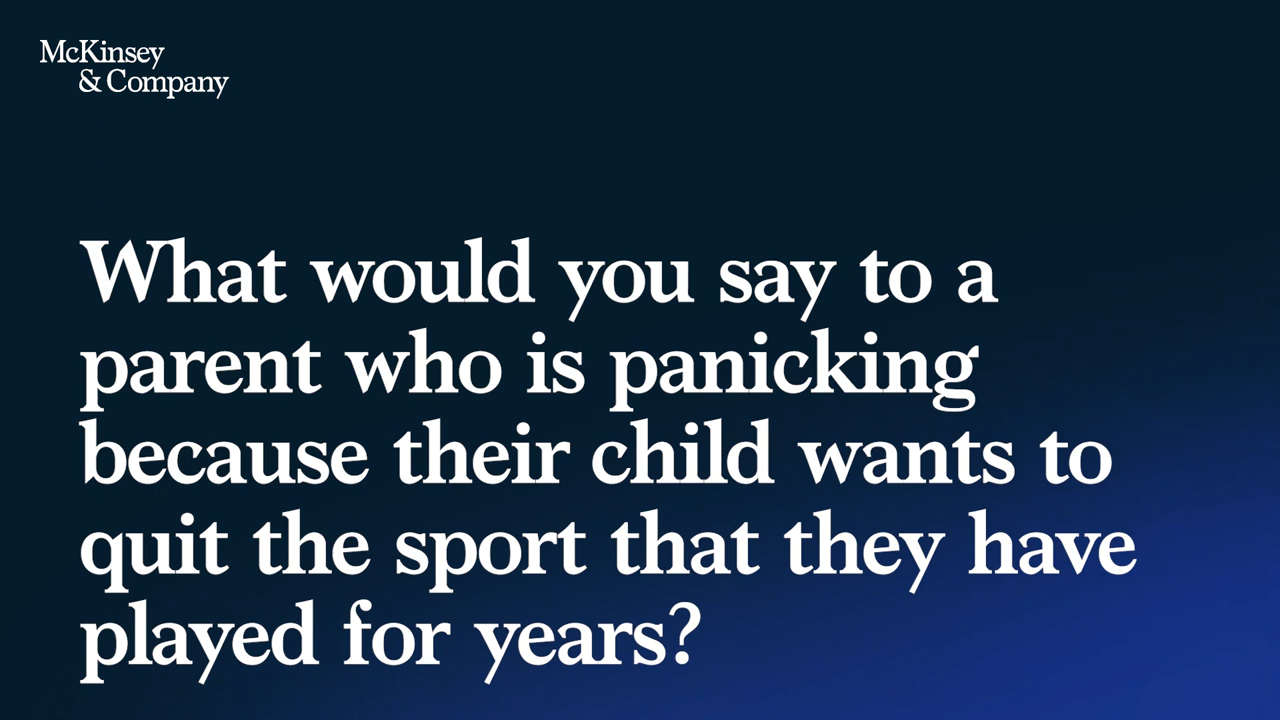 McKinsey
& Company
What would you say to a
parent who is panicking
because their child wants to
quit the sport that they have
played for years?